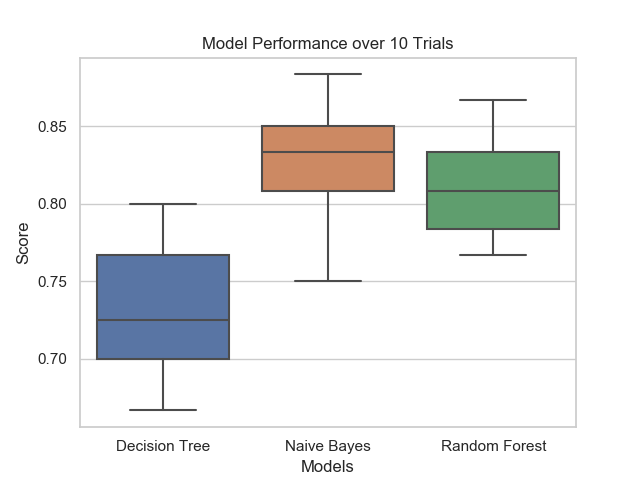 Model Performance over 10 Trials
0.85
0.80
0.75
0.70
Score
Decision Tree
Naive Bayes
Random Forest
Models